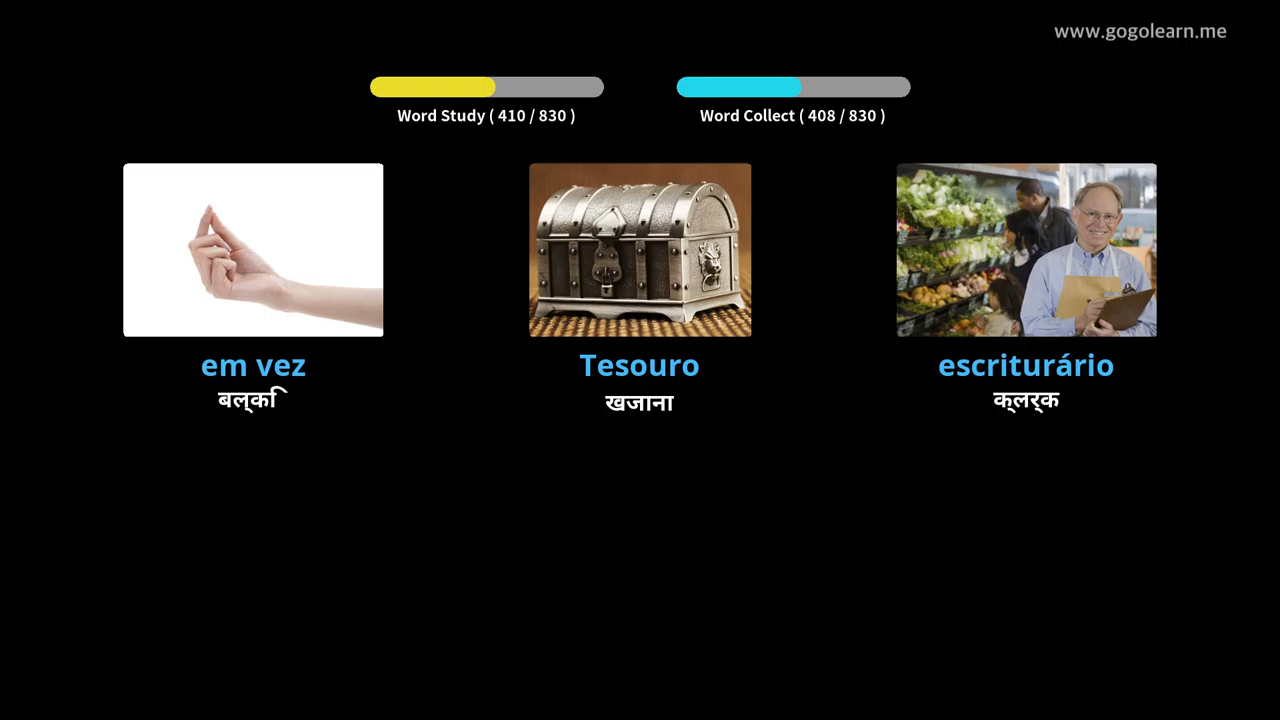 www.gogolearn.me
Word Study ( 410 / 830 )
Word Collect ( 408 / 830 )
em vez
Tesouro
escriturário
बल्कि
खजाना
क्लर्क